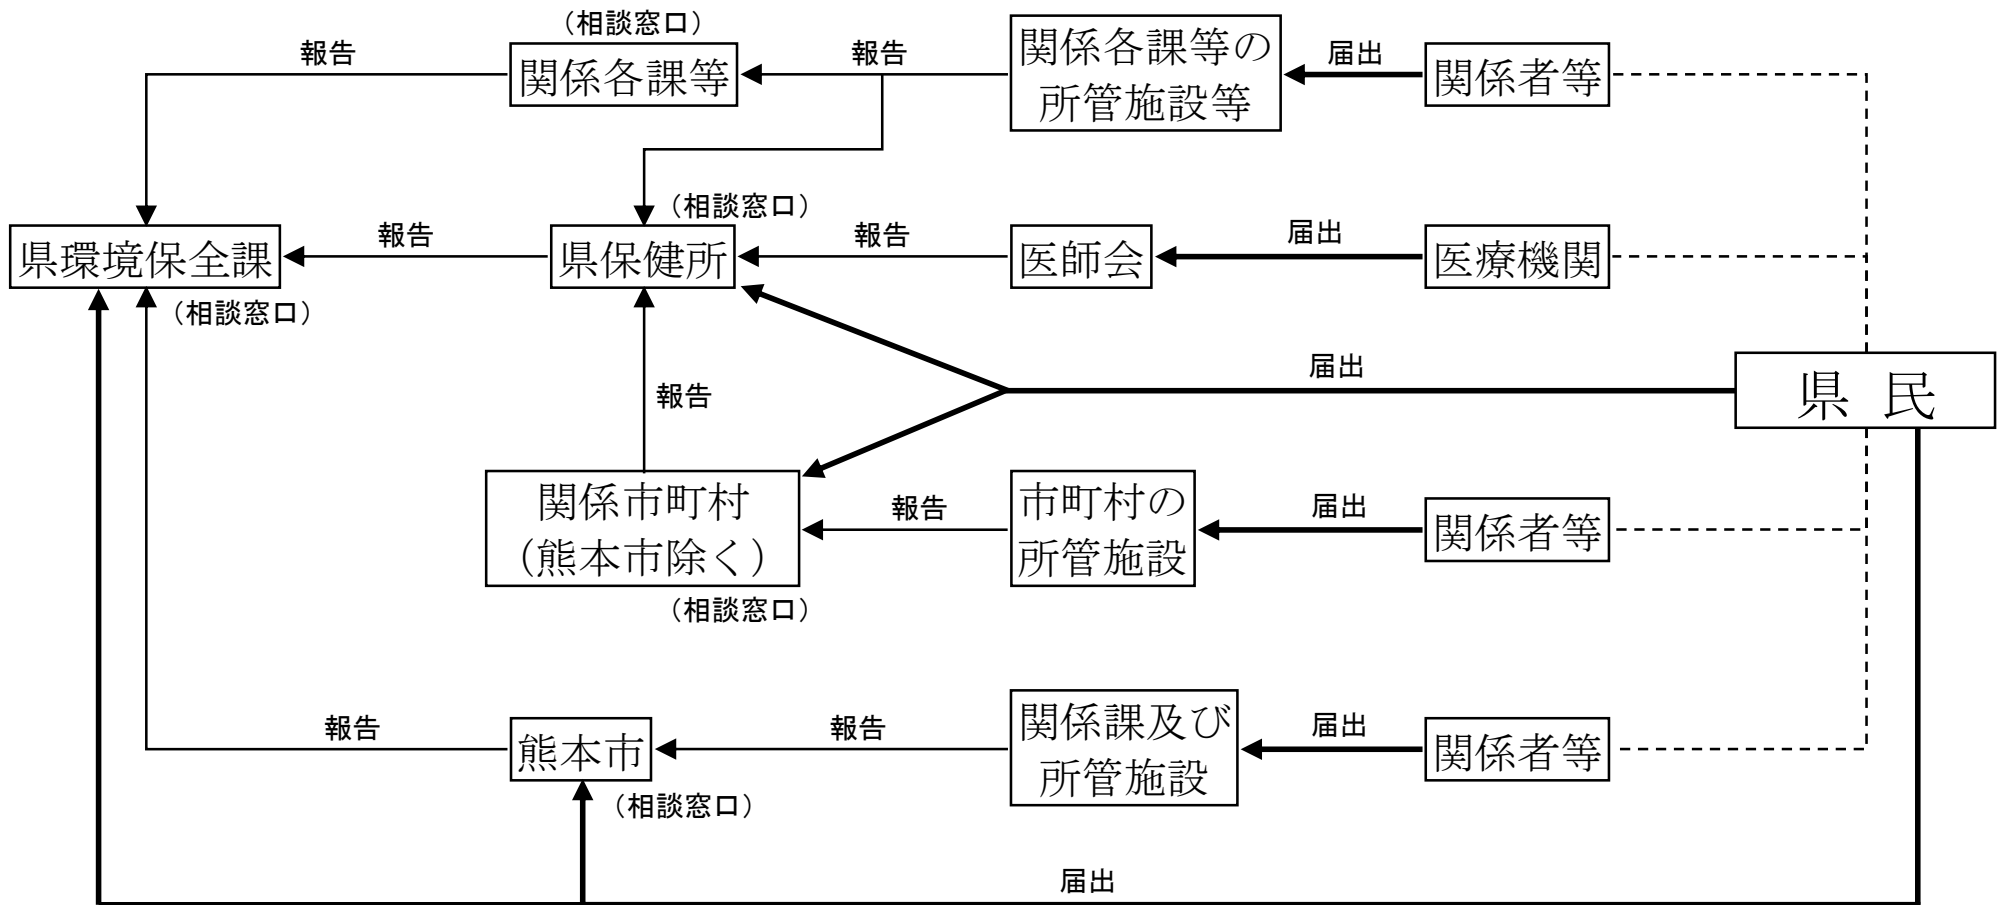 （相談窓口）
報告
関係各課等
報告
関係各課等の
所管施設等
届出
関係者等
県環境保全課
（相談窓口）
報告
県保健所
（相談窓口）
報告
医師会
届出
医療機関
届出
県 民
報告
関係市町村
（熊本市除く）
（相談窓口）
報告
市町村の
所管施設
届出
関係者等
報告
熊本市
（相談窓口）
報告
関係課及び
所管施設
届出
関係者等
届出